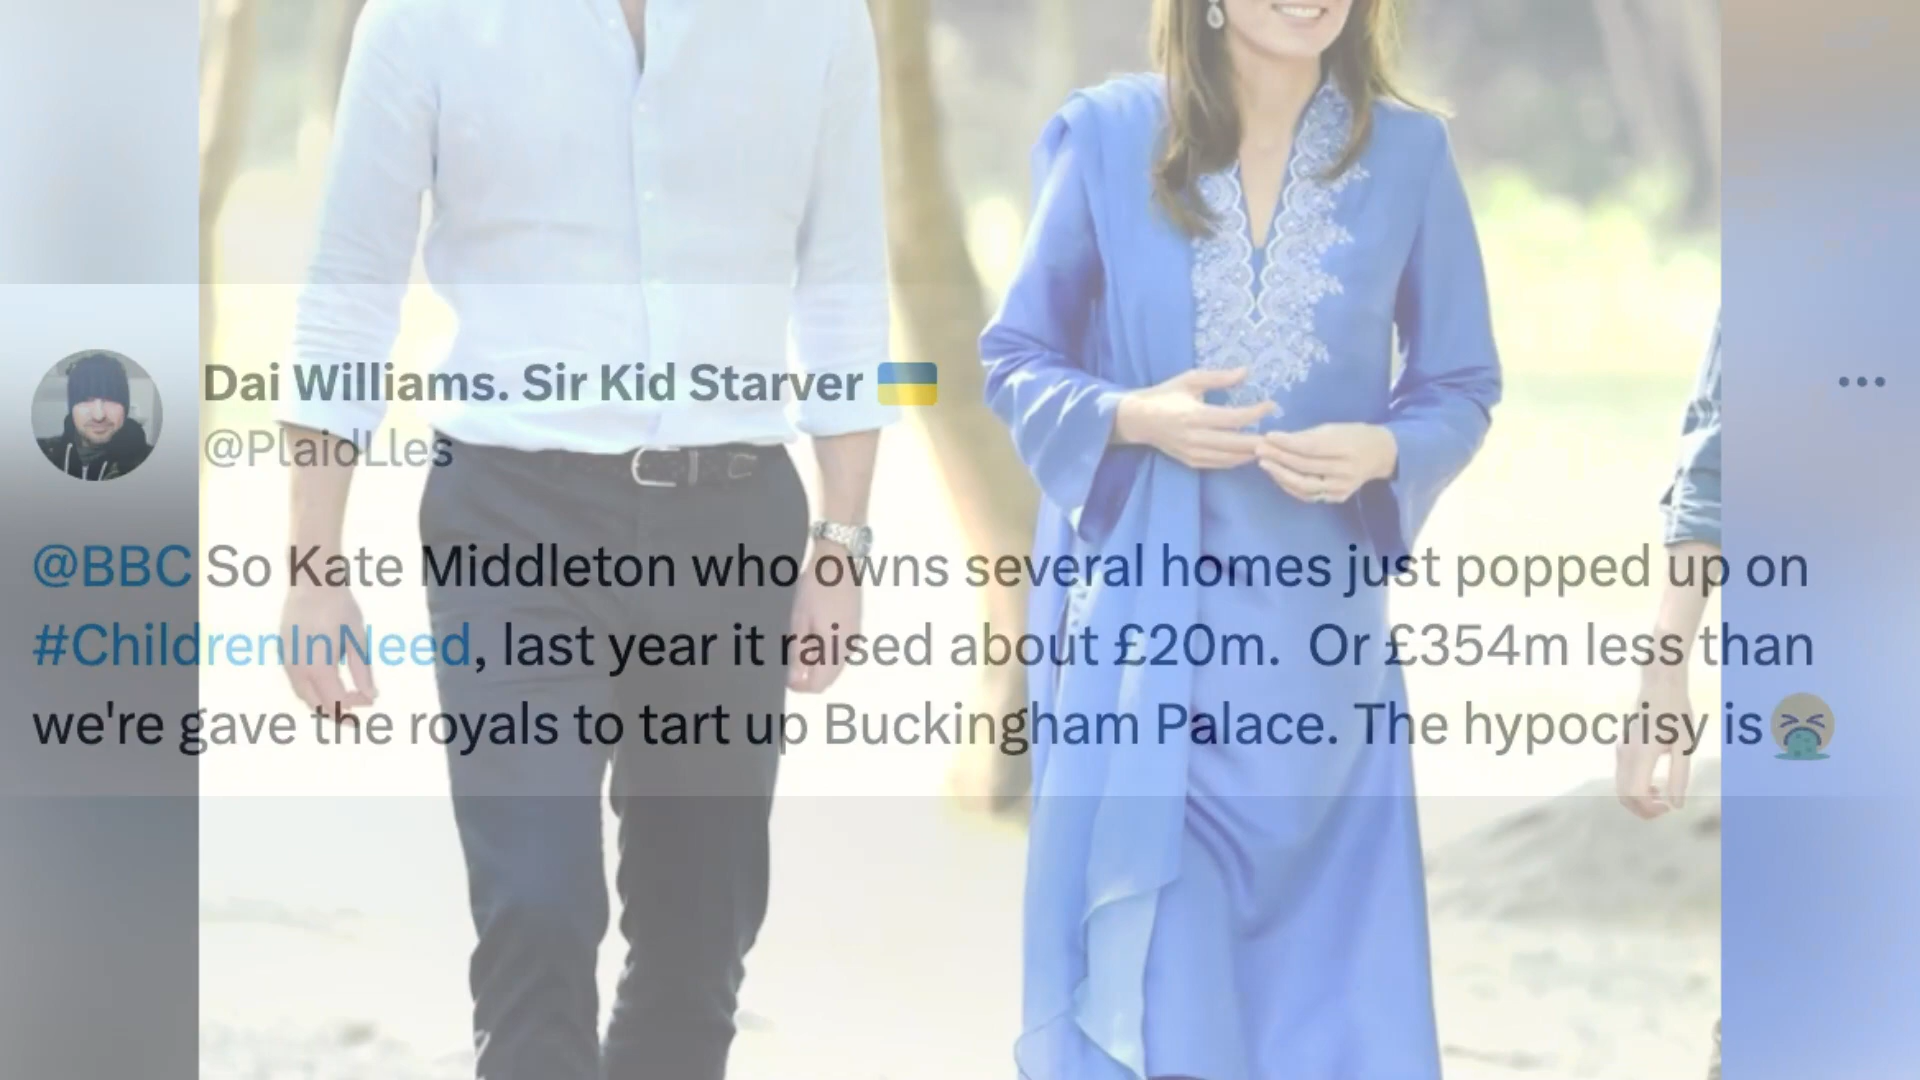 Dai Williams. Sir Kid Starver 🇺🇦
@PlaidLles
@BBC So Kate Middleton who owns several homes just popped up on
#ChildrenInNeed, last year it raised about £20m. Or £354m less than
we're gave the royals to tart up Buckingham Palace. The hypocrisy is🤮